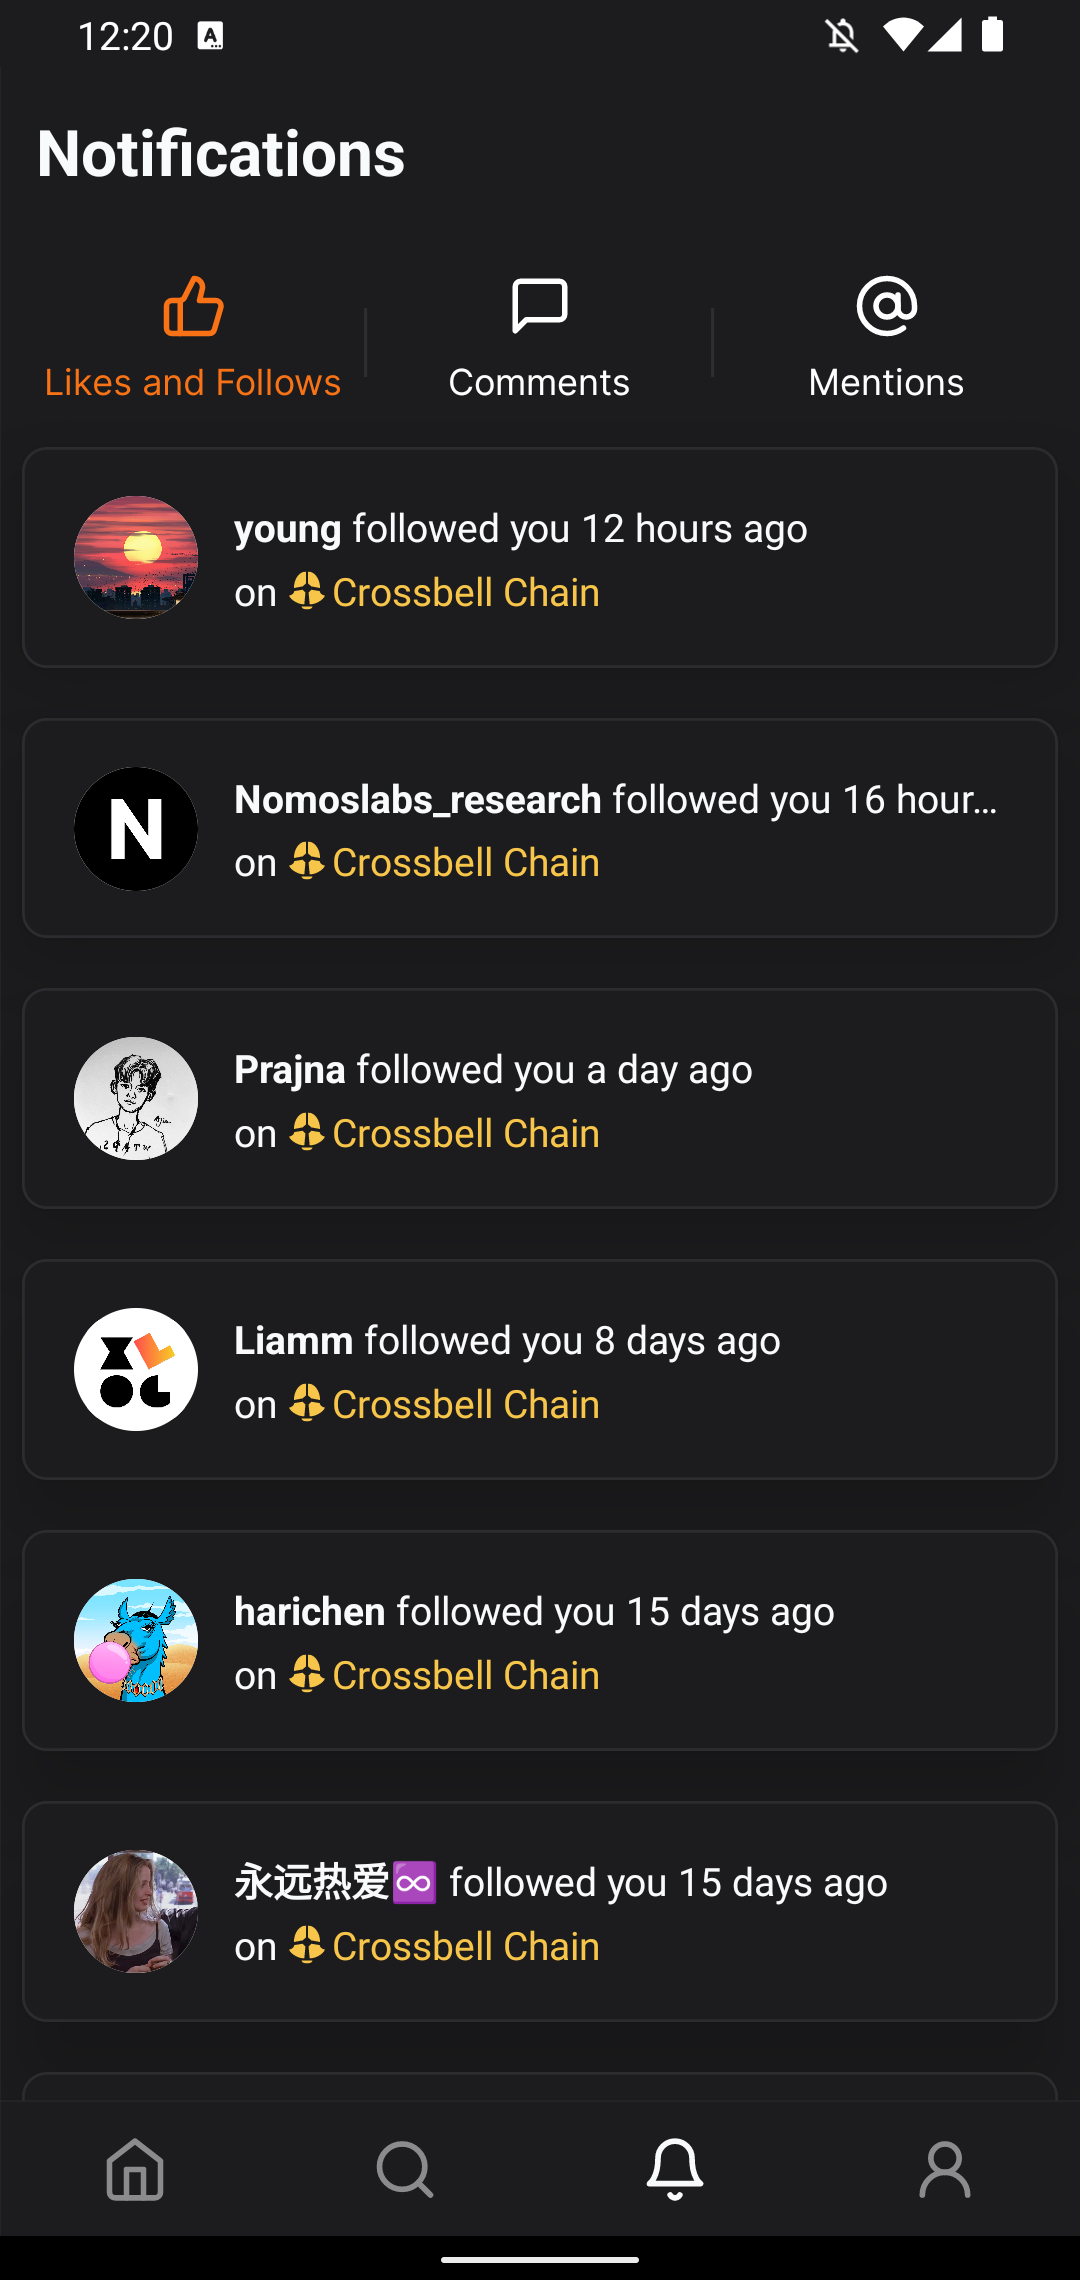 12:20
Notifications
Likes and Follows
Comments
Mentions
young followed you 12 hours ago
on Crossbell Chain
N
Nomoslabs_research followed you 16 hour...
on Crossbell Chain
Prajna followed you a day ago
on Crossbell Chain
Liamm followed you 8 days ago
on Crossbell Chain
harichen followed you 15 days ago
on Crossbell Chain
永远热爱♾️ followed you 15 days ago
on Crossbell Chain